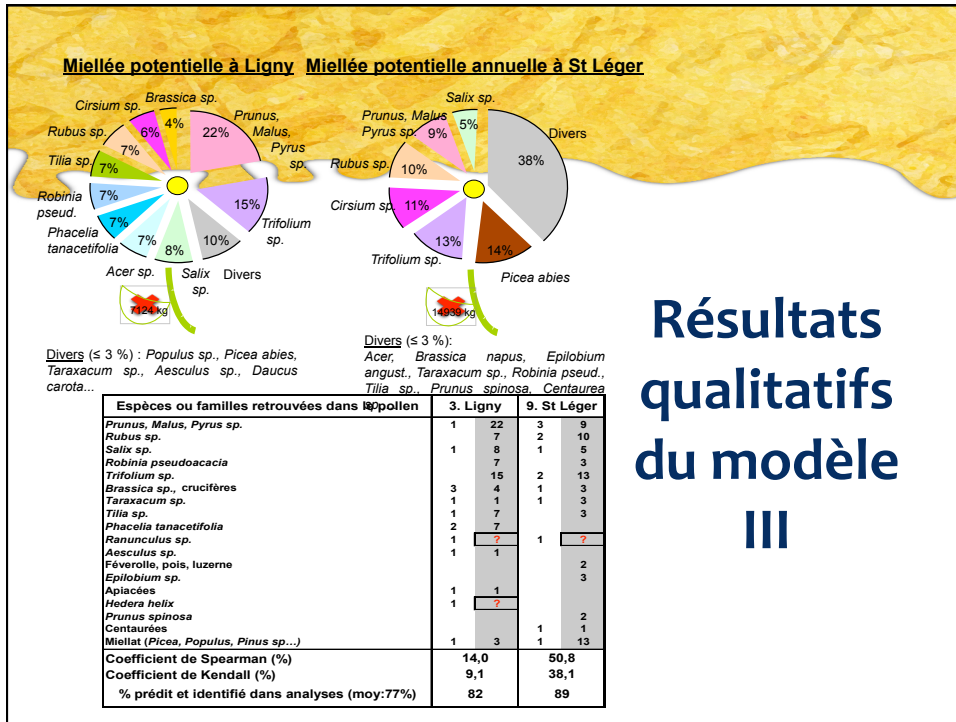 Miellée potentielle à Ligny
Brassica sp.
Cirsium sp.
Rubus sp.
Tilia sp.
Robinia
pseud.
Phacelia
tanacetifolia
Acer sp.
Salix
sp.
Divers
Trifolium
sp.
Prunus,
Malus,
Pyrus
sp.
4%
22%
6%
7%
7%
7%
7%
7%
8%
10%
15%
7124 kg
Divers (≤ 3 %) : Populus sp., Picea abies,
Taraxacum sp., Aesculus sp., Daucus
carota...
Miellée potentielle annuelle à St Léger
Salix sp.
Prunus, Malus
Pyrus sp.
Rubus sp.
Cirsium sp.
Trifolium sp.
Picea abies
Divers
5%
9%
10%
11%
13%
14%
38%
14939 kg
Divers (≤ 3 %):
Acer, Brassica napus, Epilobium
angust., Taraxacum sp., Robinia pseud.,
Tilia sp., Prunus spinosa, Centaurea
sp.
Espèces ou familles retrouvées dans le pollen 3. Ligny 9. St Léger
Prunus, Malus, Pyrus sp. 1 22 3 9
Rubus sp. 7 2 10
Salix sp. 1 8 1 5
Robinia pseudoacacia 7 3
Trifolium sp. 15 2 13
Brassica sp., crucifères 3 4 1 3
Taraxacum sp. 1 1 1 3
Tilia sp. 1 7 3
Phacelia tanacetifolia 2 7
Ranunculus sp. 1 ? 1 ?
Aesculus sp. 1 1
Féverolle, pois, luzerne 2
Epilobium sp. 3
Apiacées 1 1
Hedera helix 1 ?
Prunus spinosa 2
Centaurées 1 1
Miellat (Picea, Populus, Pinus sp...) 1 3 1 13
Coefficient de Spearman (%) 14,0 50,8
Coefficient de Kendall (%) 9,1 38,1
% prédit et identifié dans analyses (moy:77%) 82 89
Résultats
qualitatifs
du modèle
III